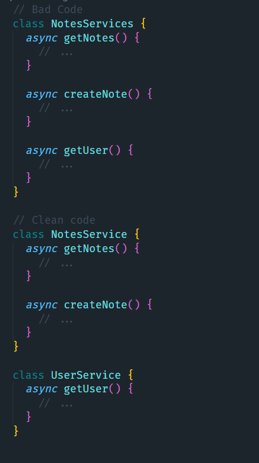 // Bad Code
class NotesServices {
  async getNotes() {
    // ...
  }

  async createNote() {
    // ...
  }

  async getUser() {
    // ...
  }
}

// Clean code
class NotesService {
  async getNotes() {
    // ...
  }

  async createNote() {
    // ...
  }
}

class UserService {
  async getUser() {
    // ...
  }
}